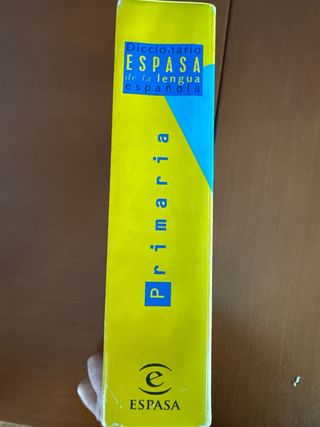 Diccionario
ESPASA
de la lengua
española
Primaria
e
ESPASA